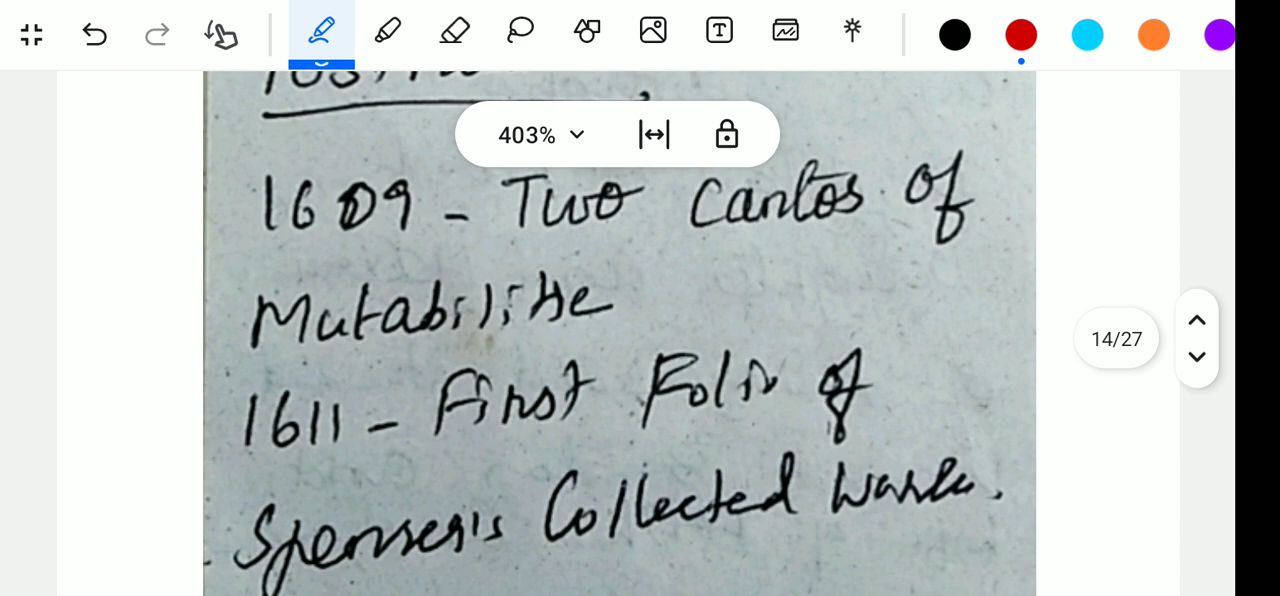 403%
1609 - Two Cantos of
Mutabilitie
14/27
1611 - First Folio of
Spenser's Collected works.